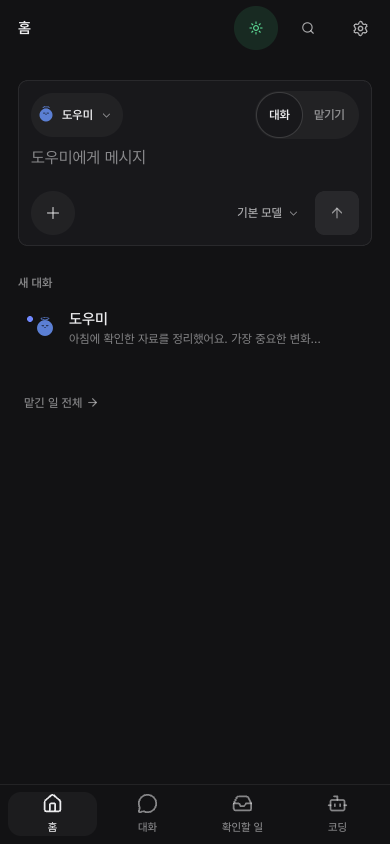 홈
도우미
대화
맡기기
도우미에게 메시지
기본 모델
새 대화
도우미
아침에 확인한 자료를 정리했어요. 가장 중요한 변화...
맡긴 일 전체
홈
대화
확인할 일
코딩